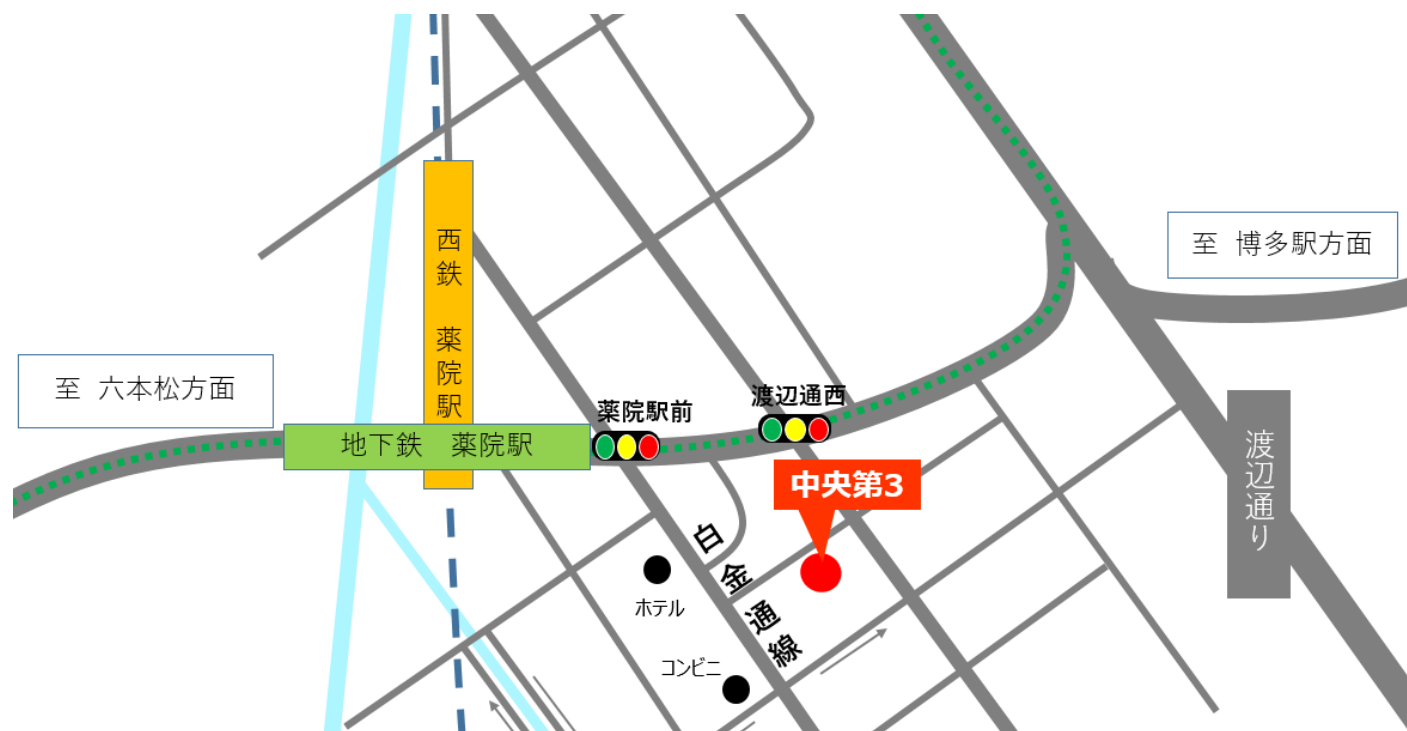 西鉄　薬院駅
至 博多駅方面
至 六本松方面
渡辺通西
薬院駅前
地下鉄　薬院駅
渡辺通り
中央第3
白金通線
ホテル
コンビニ